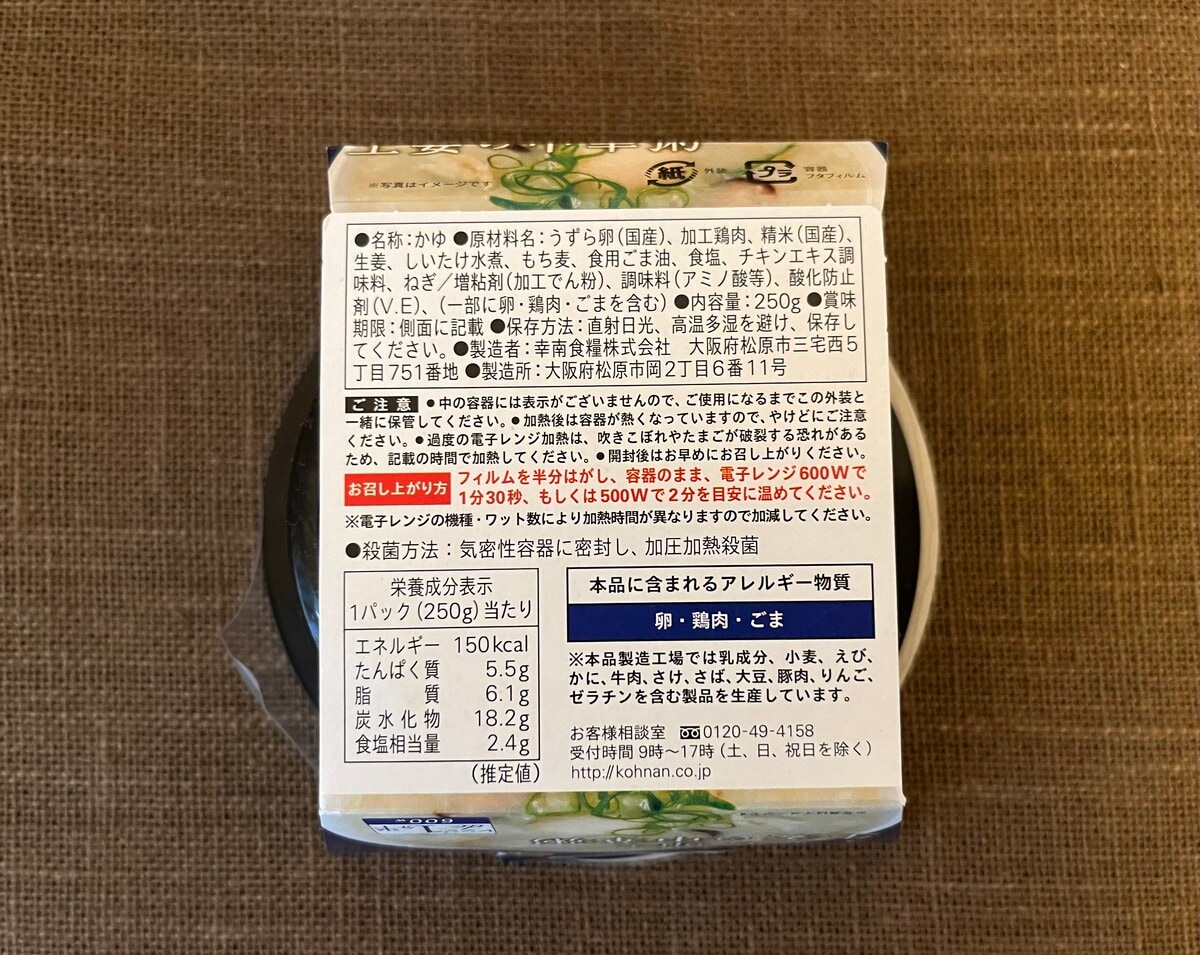 ※写真はイメージです
紙 外装 プラ 容器
フタフィルム
●名称：かゆ ●原材料名：うずら卵（国産）、加工鶏肉、精米（国産）、
生姜、しいたけ水煮、もち麦、食用ごま油、食塩、チキンエキス調
味料、ねぎ／増粘剤（加工でん粉）、調味料（アミノ酸等）、酸化防止
剤（V.E）、（一部に卵・鶏肉・ごまを含む）●内容量：250g ●賞味
期限：側面に記載 ●保存方法：直射日光、高温多湿を避け、保存し
てください。●製造者：幸南食糧株式会社　大阪府松原市三宅西5
丁目751番地 ●製造所：大阪府松原市岡2丁目6番11号
ご注意 ●中の容器には表示がございませんので、ご使用になるまでこの外装と
一緒に保管してください。●加熱後は容器が熱くなっていますので、やけどにご注意
ください。●過度の電子レンジ加熱は、吹きこぼれやたまごが破裂する恐れがある
ため、記載の時間で加熱してください。●開封後はお早めにお召し上がりください。
お召し上がり方 フィルムを半分はがし、容器のまま、電子レンジ600Wで
1分30秒、もしくは500Wで2分を目安に温めてください。
※電子レンジの機種・ワット数により加熱時間が異なりますので加減してください。
●殺菌方法：気密性容器に密封し、加圧加熱殺菌
栄養成分表示
1パック（250g）当たり
エネルギー 150kcal
たんぱく質 5.5g
脂質 6.1g
炭水化物 18.2g
食塩相当量 2.4g
（推定値）
本品に含まれるアレルギー物質
卵・鶏肉・ごま
※本品製造工場では乳成分、小麦、えび、
かに、牛肉、さけ、さば、大豆、豚肉、りんご、
ゼラチンを含む製品を生産しています。
お客様相談室 0120-49-4158
受付時間 9時〜17時（土、日、祝日を除く）
http://kohnan.co.jp
600W